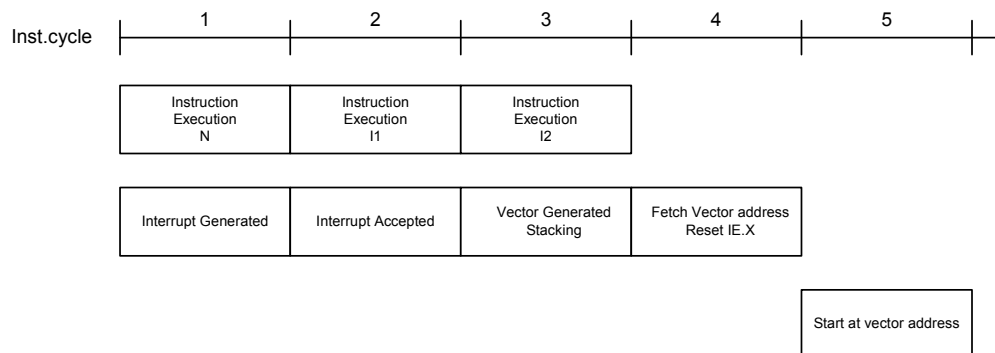 1 2 3 4 5
Inst.cycle
Instruction Execution N
Instruction Execution I1
Instruction Execution I2
Interrupt Generated
Interrupt Accepted
Vector Generated Stacking
Fetch Vector address Reset IE.X
Start at vector address